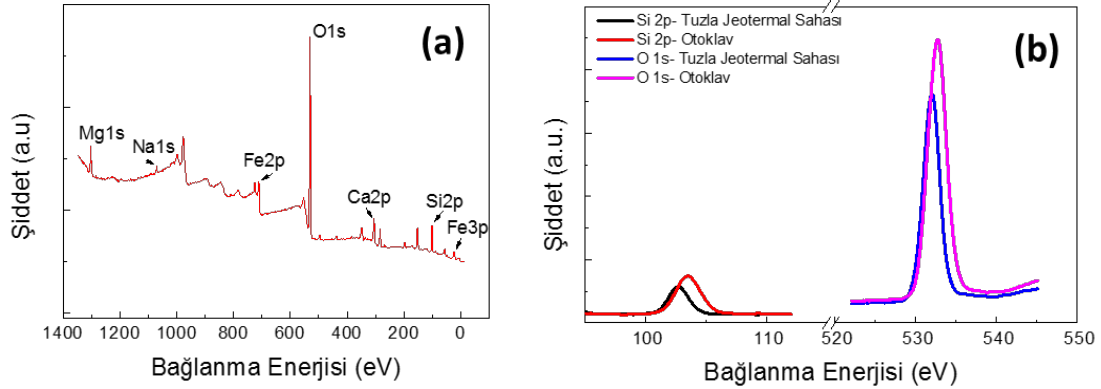 (a)
O1s
Mg1s
Na1s
Fe2p
Ca2p
Si2p
Fe3p
Şiddet (a.u)
1400 1200 1000 800 600 400 200 0
Bağlanma Enerjisi (eV)
(b)
Si 2p- Tuzla Jeotermal Sahası
Si 2p- Otoklav
O 1s- Tuzla Jeotermal Sahası
O 1s- Otoklav
Şiddet (a.u.)
100 110 520 530 540 550
Bağlanma Enerjisi (eV)